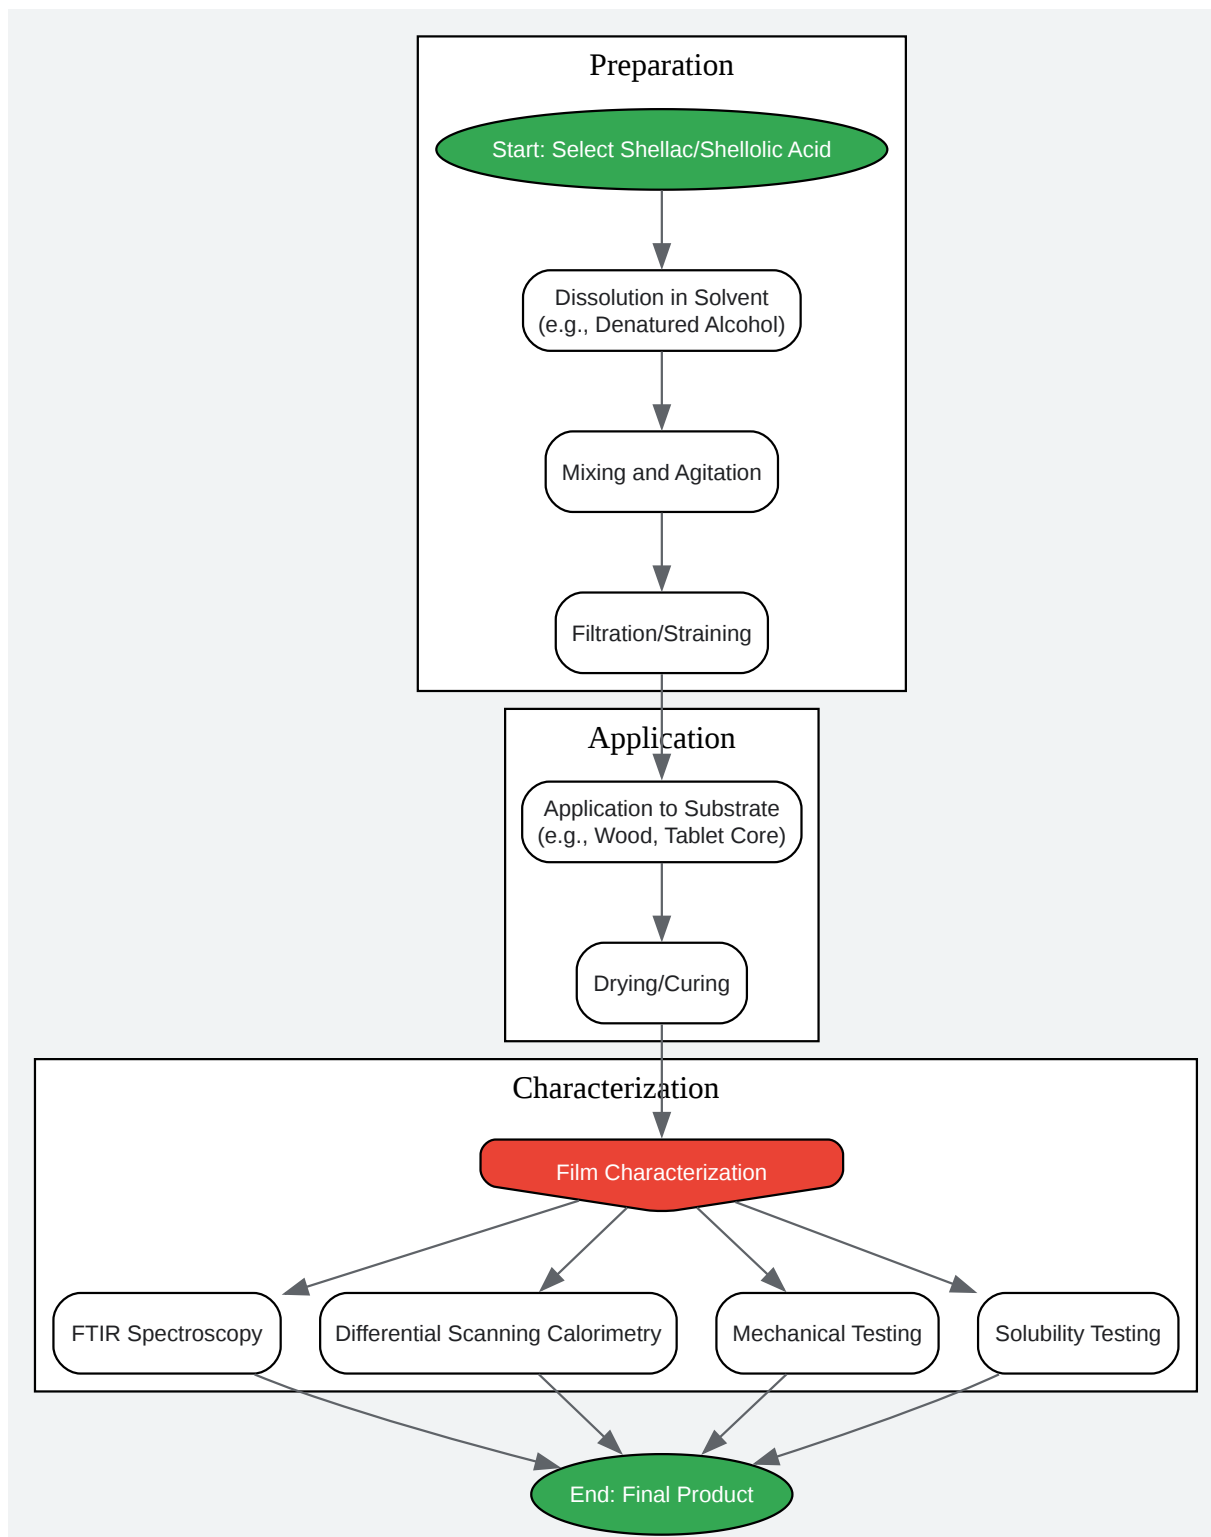 Preparation
Start: Select Shellac/Shellolic Acid
Dissolution in Solvent
(e.g., Denatured Alcohol)
Mixing and Agitation
Filtration/Straining
Application
Application to Substrate
(e.g., Wood, Tablet Core)
Drying/Curing
Characterization
Film Characterization
FTIR Spectroscopy
Differential Scanning Calorimetry
Mechanical Testing
Solubility Testing
End: Final Product